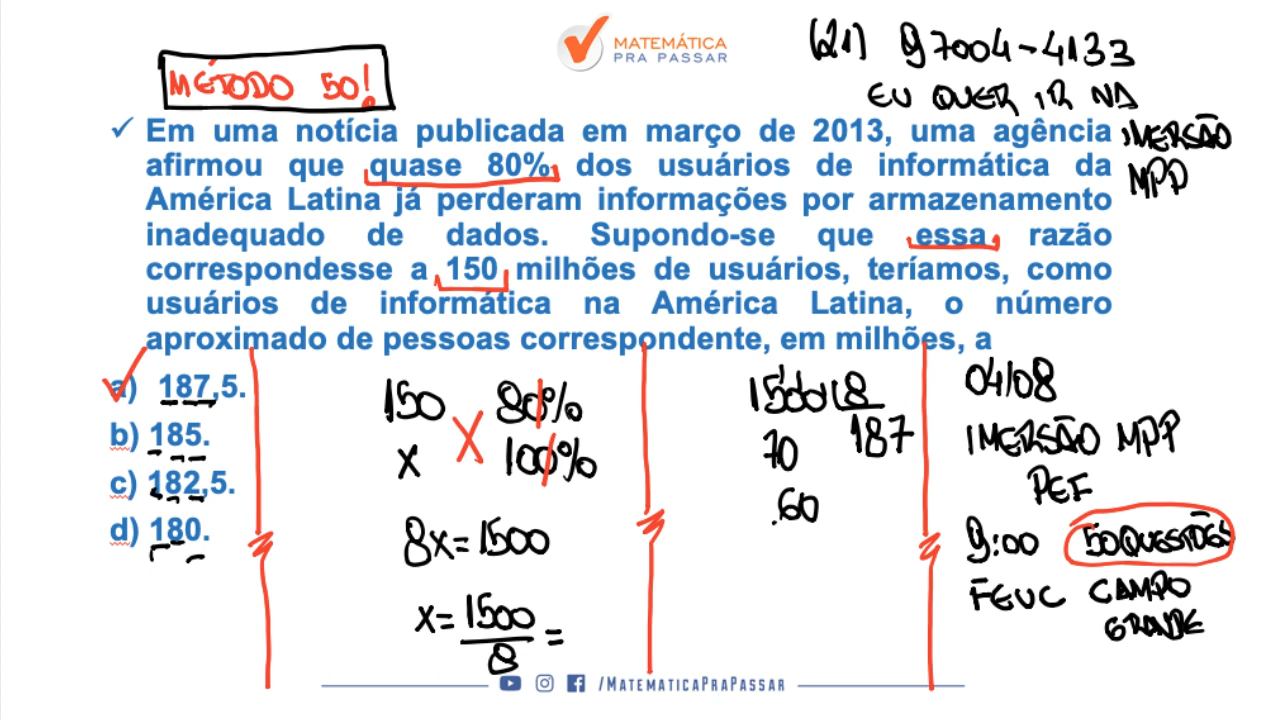 MATEMÁTICA
PRA PASSAR
(21) 97004-4133
EU QUER IR NA
IMERSÃO
MPP
MÉTODO 50!
✓ Em uma notícia publicada em março de 2013, uma agência
afirmou que quase 80% dos usuários de informática da
América Latina já perderam informações por armazenamento
inadequado de dados. Supondo-se que essa razão
correspondesse a 150 milhões de usuários, teríamos, como
usuários de informática na América Latina, o número
aproximado de pessoas correspondente, em milhões, a
a) 187,5.
b) 185.
c) 182,5.
d) 180.
150 80%
x 100%
8x=1500
x=1500/8=
1500 8
70 187
.60
04/08
IMERSÃO MPP
PEF
9:00 50 QUESTÕES
FEUC CAMPO
GRANDE
/MATEMATICAPRAPASSAR